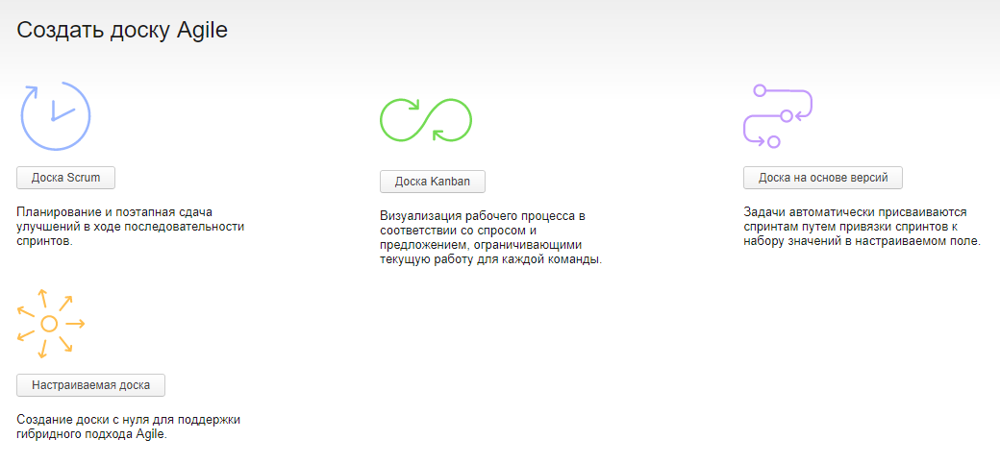 Создать доску Agile
Доска Scrum
Планирование и поэтапная сдача
улучшений в ходе последовательности
спринтов.
Доска Kanban
Визуализация рабочего процесса в
соответствии со спросом и
предложением, ограничивающими
текущую работу для каждой команды.
Доска на основе версий
Задачи автоматически присваиваются
спринтам путем привязки спринтов к
набору значений в настраиваемом поле.
Настраиваемая доска
Создание доски с нуля для поддержки
гибридного подхода Agile.